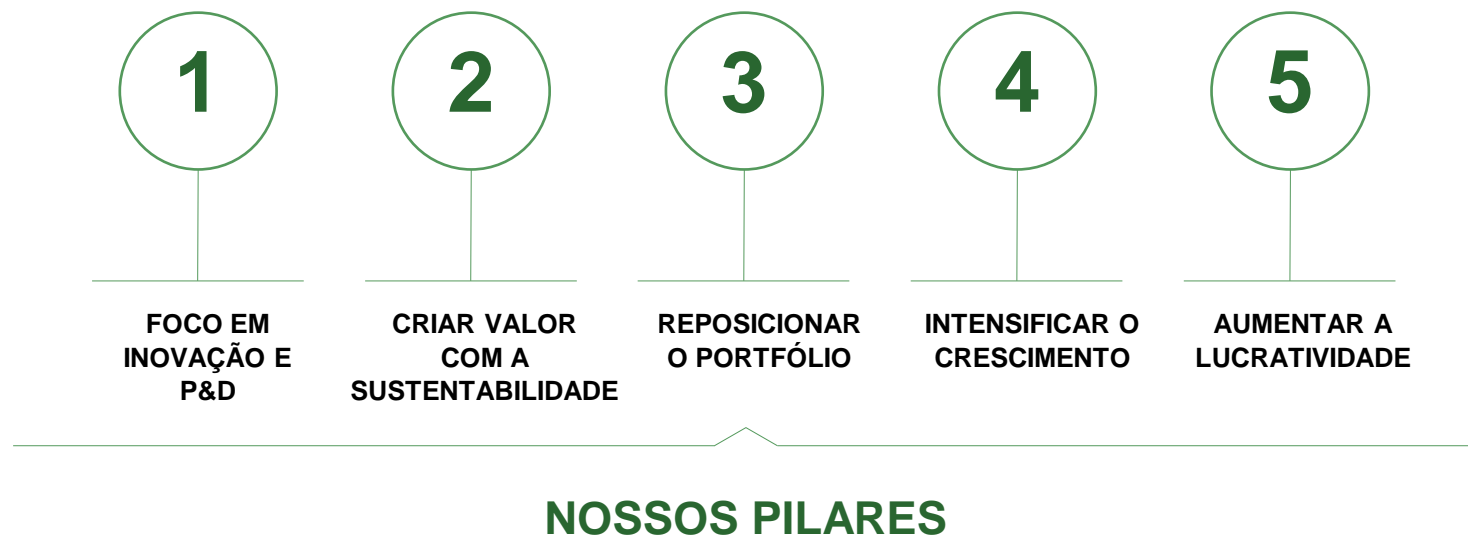 1
2
3
4
5
FOCO EM
INOVAÇÃO E
P&D
CRIAR VALOR
COM A
SUSTENTABILIDADE
REPOSICIONAR
O PORTFÓLIO
INTENSIFICAR O
CRESCIMENTO
AUMENTAR A
LUCRATIVIDADE
NOSSOS PILARES